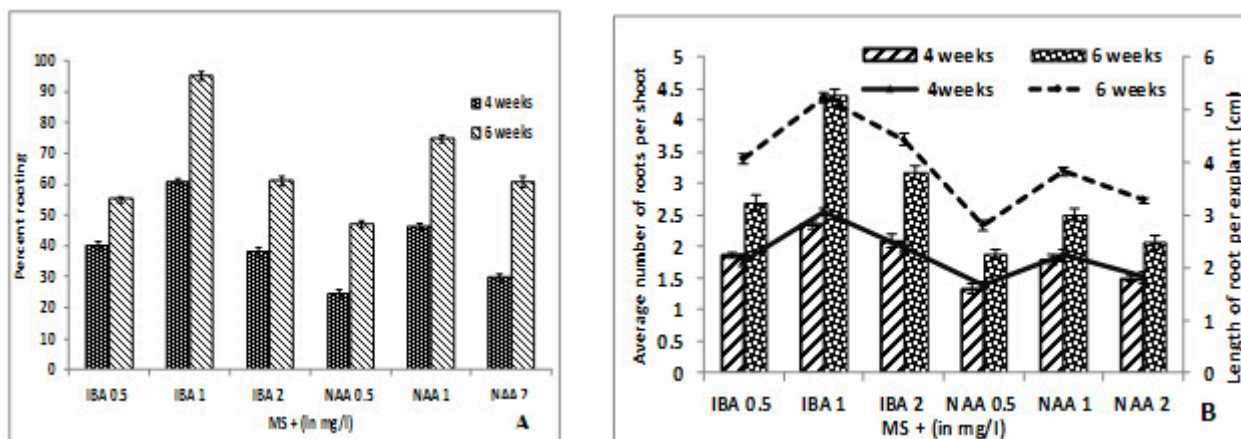 100
90
80
70
60
50
40
30
20
10
0
Percent rooting
4 weeks
6 weeks
IBA 0.5 IBA 1 IBA 2 NAA 0.5 NAA 1 NAA 2
MS + (in mg/l)
A
5
4.5
4
3.5
3
2.5
2
1.5
1
0.5
0
Average number of roots per shoot
4 weeks 6 weeks
4weeks 6 weeks
6
5
4
3
2
1
0
Length of root per explant (cm)
IBA 0.5 IBA 1 IBA 2 NAA 0.5 NAA 1 NAA 2
MS + (in mg/l)
B